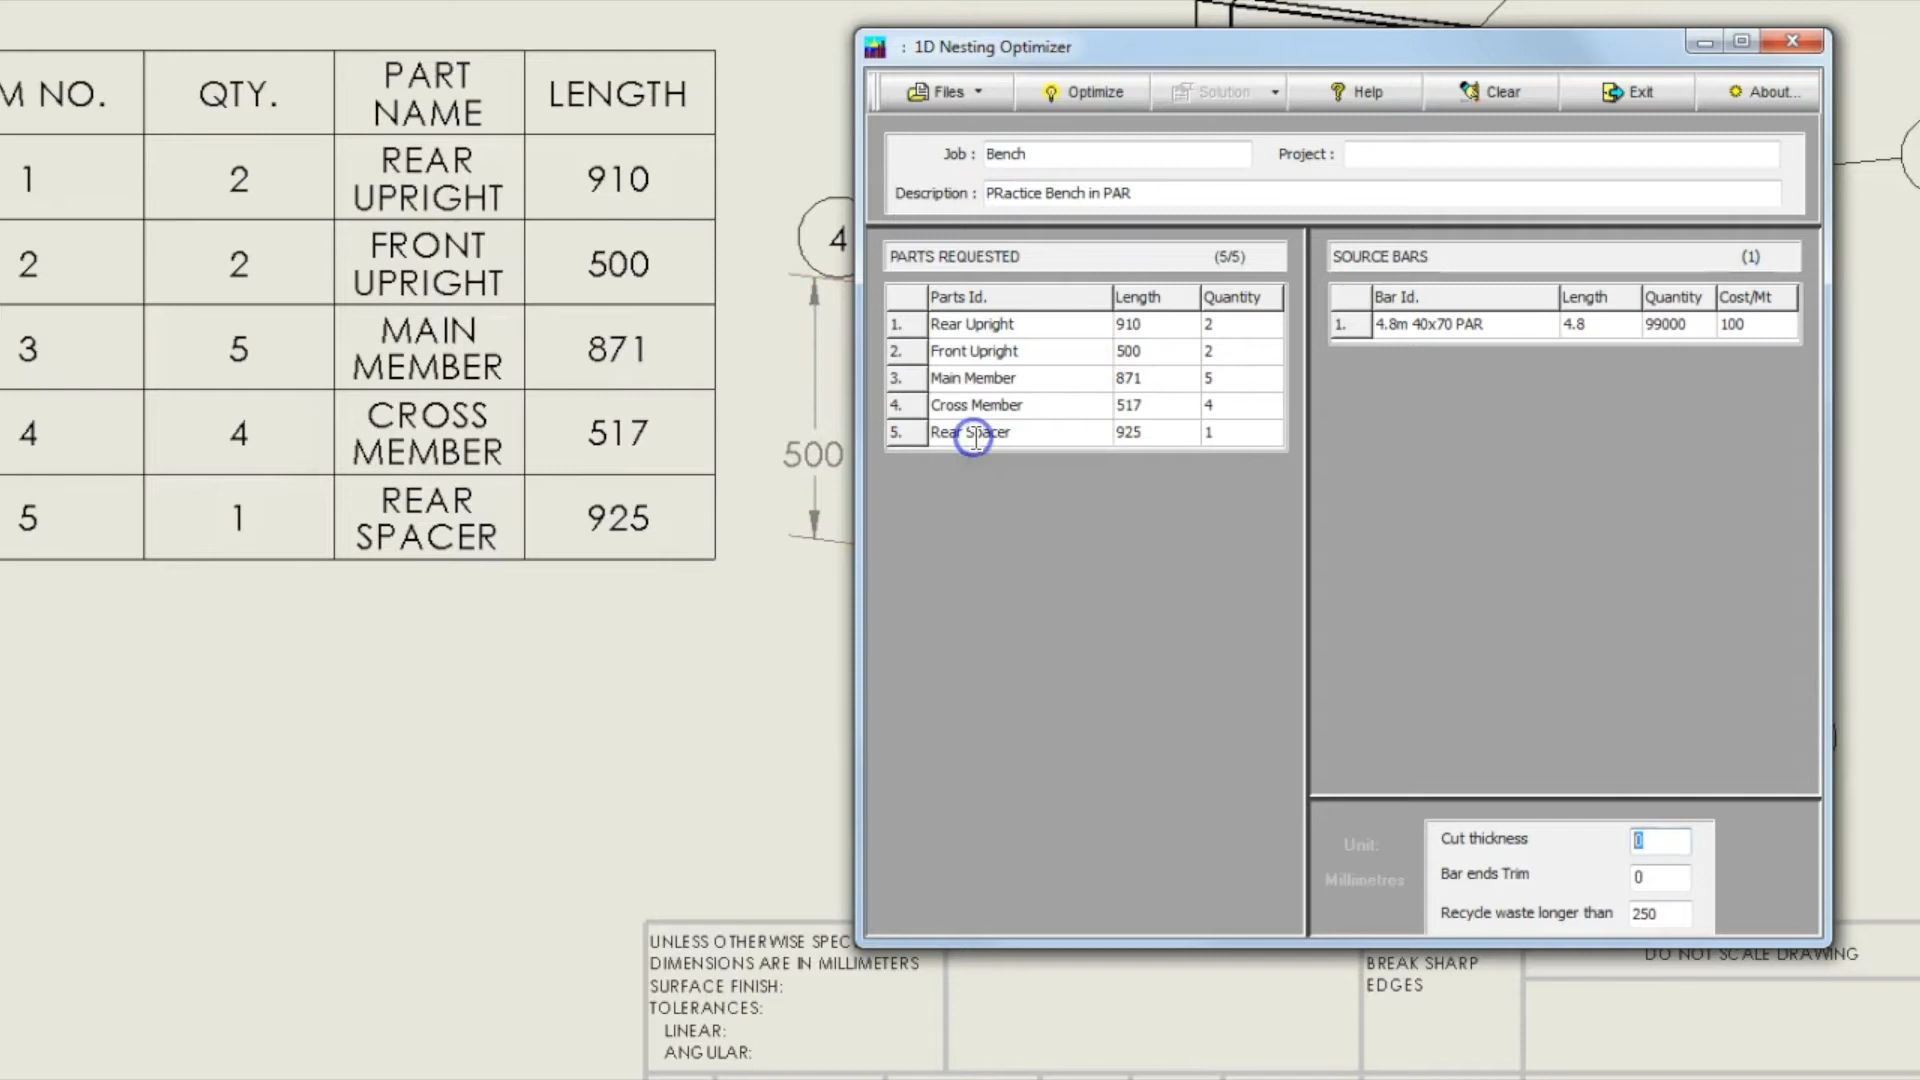 M NO. QTY. PART NAME LENGTH
1 2 REAR UPRIGHT 910
2 2 FRONT UPRIGHT 500
3 5 MAIN MEMBER 871
4 4 CROSS MEMBER 517
5 1 REAR SPACER 925
4
500
: 1D Nesting Optimizer
Files Optimize Solution Help Clear Exit About...
Job : Bench Project :
Description : PRactice Bench in PAR
PARTS REQUESTED (5/5)
Parts Id. Length Quantity
1. Rear Upright 910 2
2. Front Upright 500 2
3. Main Member 871 5
4. Cross Member 517 4
5. Rear Spacer 925 1
SOURCE BARS (1)
Bar Id. Length Quantity Cost/Mt
1. 4.8m 40x70 PAR 4.8 99000 100
Unit:
Millimetres
Cut thickness 0
Bar ends Trim 0
Recycle waste longer than 250
UNLESS OTHERWISE SPEC
DIMENSIONS ARE IN MILLIMETERS
SURFACE FINISH:
TOLERANCES:
LINEAR:
ANGULAR:
BREAK SHARP
EDGES
DO NOT SCALE DRAWING